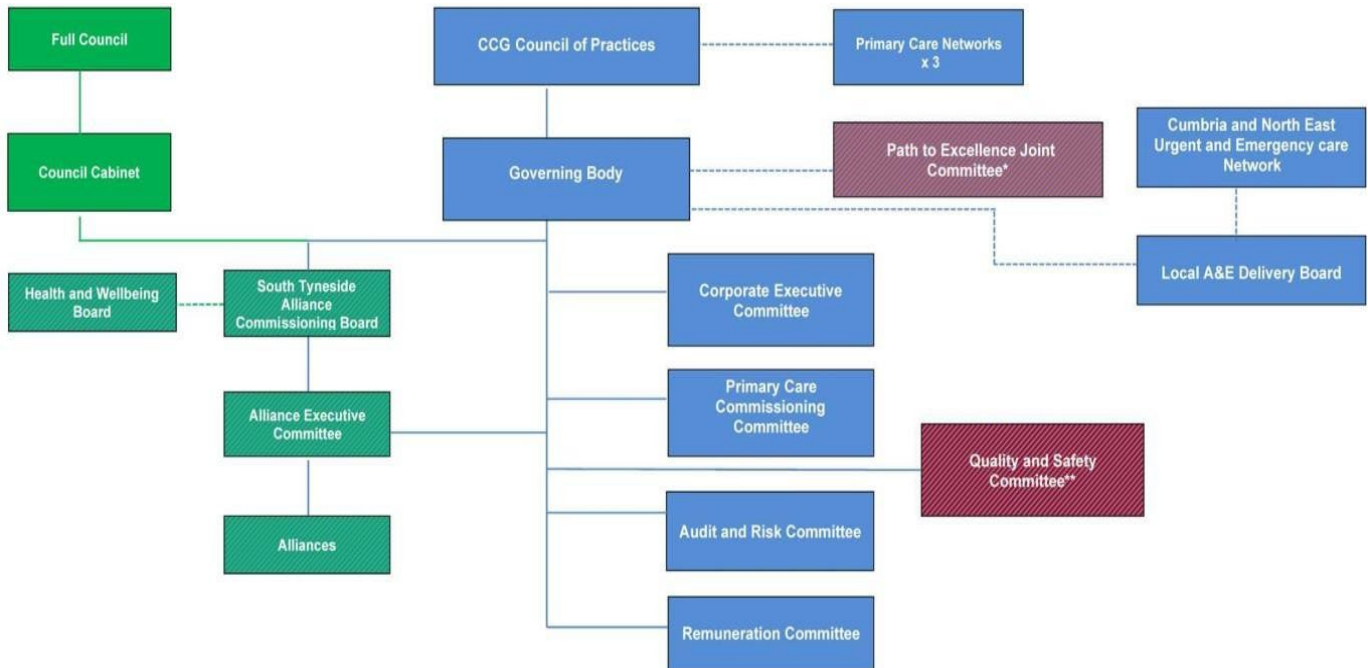 Full Council
CCG Council of Practices
Primary Care Networks
x 3
Council Cabinet
Governing Body
Path to Excellence Joint
Committee*
Cumbria and North East
Urgent and Emergency care
Network
Local A&E Delivery Board
Health and Wellbeing
Board
South Tyneside
Alliance
Commissioning Board
Corporate Executive
Committee
Alliance Executive
Committee
Primary Care
Commissioning
Committee
Quality and Safety
Committee**
Alliances
Audit and Risk Committee
Remuneration Committee